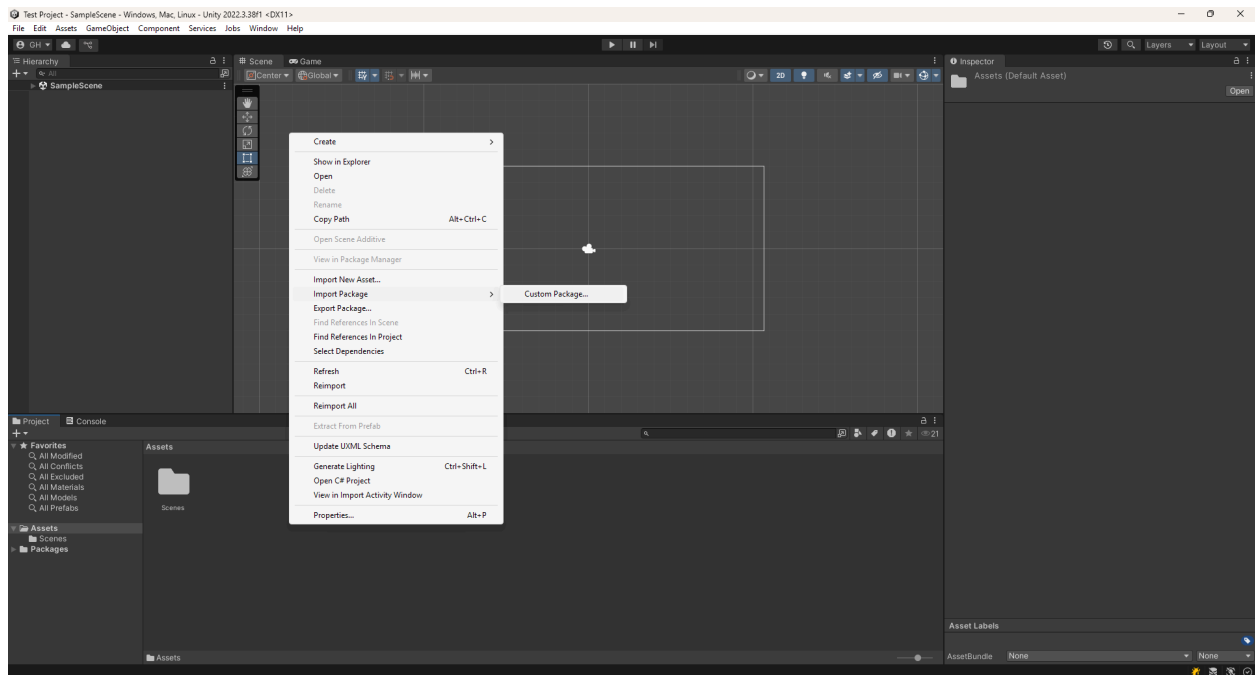 Test Project - SampleScene - Windows, Mac, Linux - Unity 2022.3.38f1 <DX11>
File Edit Assets GameObject Component Services Jobs Window Help
GH
Layers
Layout
Hierarchy
All
SampleScene
Scene
Game
Center
Global
2D
Inspector
Assets (Default Asset)
Open
Create
Show in Explorer
Open
Delete
Rename
Copy Path Alt+Ctrl+C
Open Scene Additive
View in Package Manager
Import New Asset...
Import Package
Custom Package...
Export Package...
Find References In Scene
Find References In Project
Select Dependencies
Refresh Ctrl+R
Reimport
Reimport All
Extract From Prefab
Update UXML Schema
Generate Lighting Ctrl+Shift+L
Open C# Project
View in Import Activity Window
Properties... Alt+P
Project
Console
21
Favorites
All Modified
All Conflicts
All Excluded
All Materials
All Models
All Prefabs
Assets
Scenes
Packages
Assets
Scenes
Assets
Asset Labels
AssetBundle None None